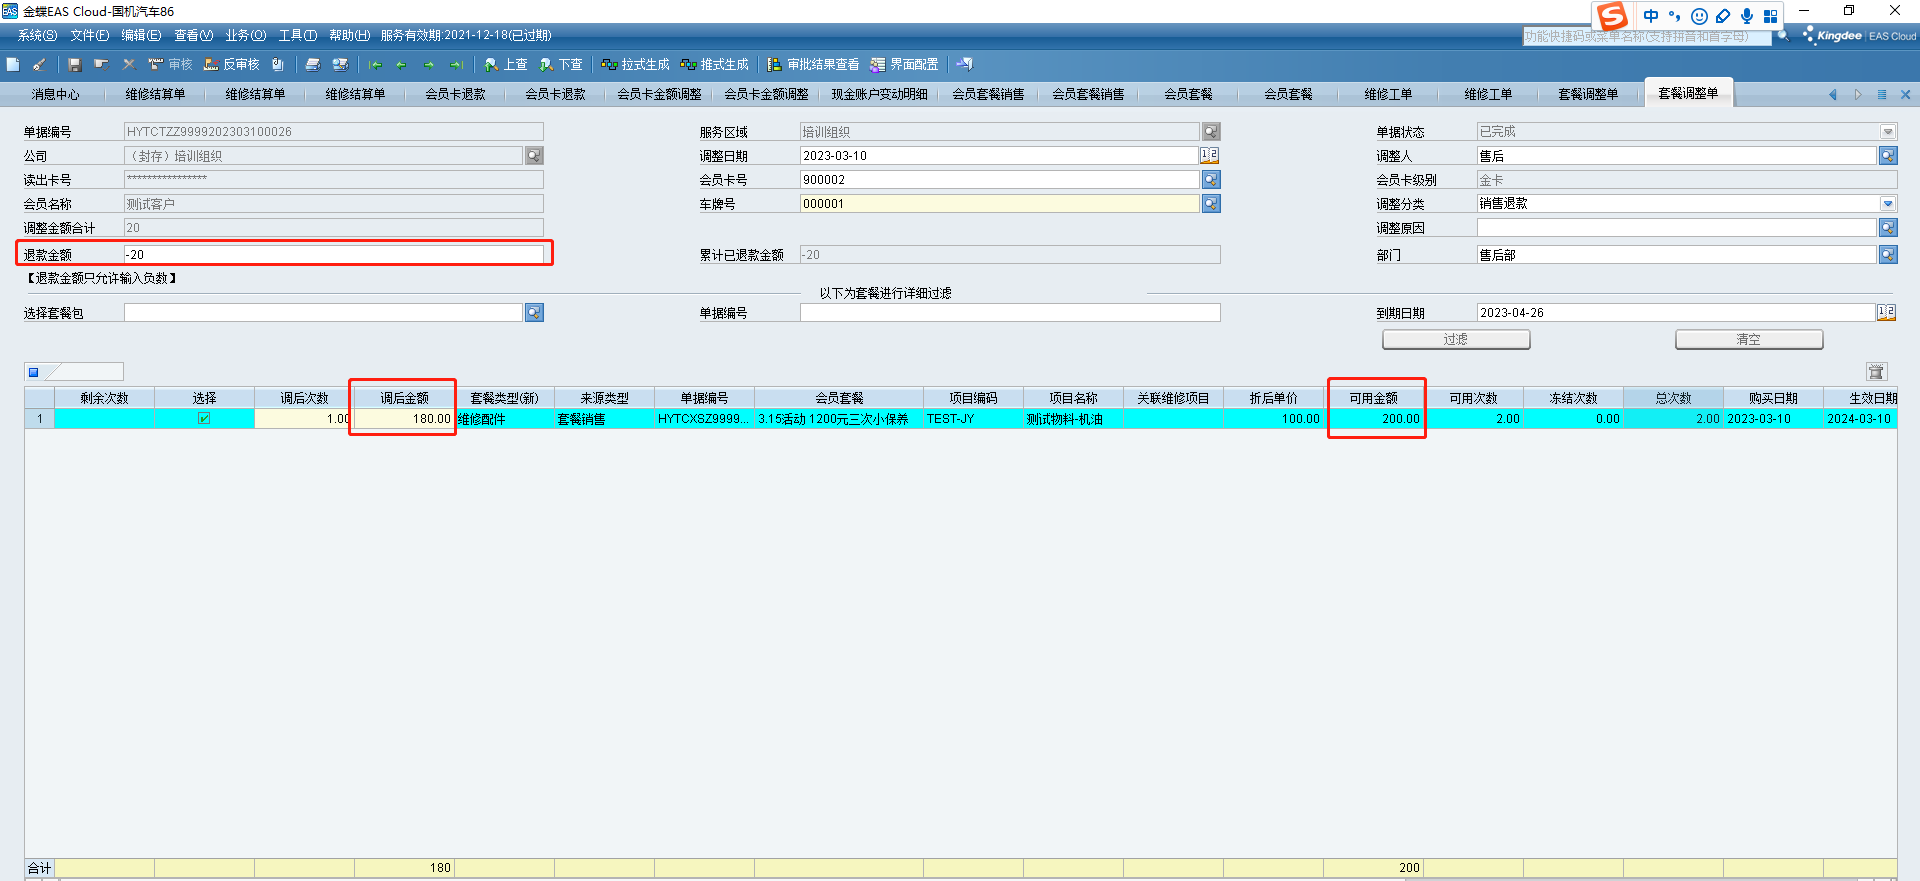 金蝶EAS Cloud-国机汽车86
系统(S) 文件(F) 编辑(E) 查看(V) 业务(O) 工具(T) 帮助(H) 服务有效期:2021-12-18(已过期)
中
功能快捷码或菜单名称(支持拼音和首字母)
Kingdee EAS Cloud
审核 反审核 上查 下查 拉式生成 推式生成 审批结果查看 界面配置
消息中心 维修结算单 维修结算单 维修结算单 会员卡退款 会员卡退款 会员卡金额调整 会员卡金额调整 现金账户变动明细 会员套餐销售 会员套餐销售 会员套餐 会员套餐 维修工单 维修工单 套餐调整单 套餐调整单
单据编号 HYTCTZZ9999202303100026 服务区域 培训组织 单据状态 已完成
公司 （封存）培训组织 调整日期 2023-03-10 调整人 售后
读出卡号 *************** 会员卡号 900002 会员卡级别 金卡
会员名称 测试客户 车牌号 000001 调整分类 销售退款
调整金额合计 20 调整原因
退款金额 -20 累计已退款金额 -20 部门 售后部
【退款金额只允许输入负数】
以下为套餐进行详细过滤
选择套餐包 单据编号 到期日期 2023-04-26
过滤 清空
剩余次数 选择 调后次数 调后金额 套餐类型(新) 来源类型 单据编号 会员套餐 项目编码 项目名称 关联维修项目 折后单价 可用金额 可用次数 冻结次数 总次数 购买日期 生效日期
1 1.00 180.00 维修配件 套餐销售 HYTCXSZ9999... 3.15活动 1200元三次小保养 TEST-JY 测试物料-机油 100.00 200.00 2.00 0.00 2.00 2023-03-10 2024-03-10
合计 180 200